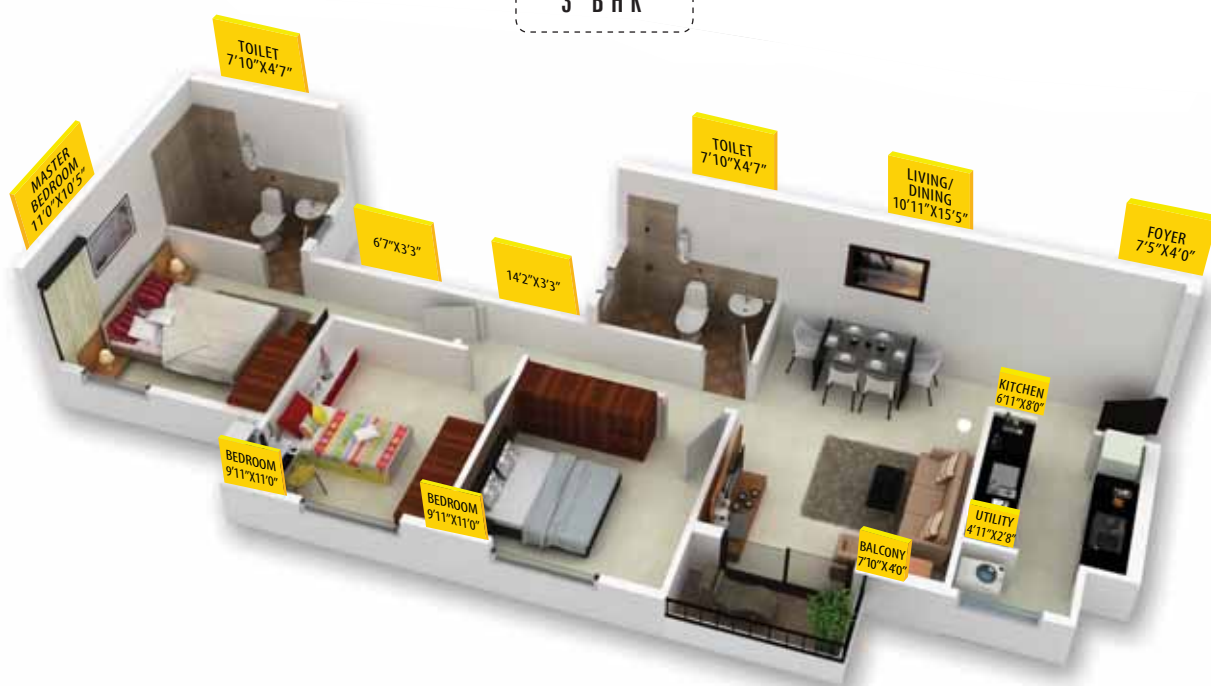 3 BHK
TOILET
7'10"X4'7"
MASTER
BEDROOM
11'0"X10'5"
6'7"X3'3"
14'2"X3'3"
TOILET
7'10"X4'7"
LIVING/
DINING
10'11"X15'5"
FOYER
7'5"X4'0"
KITCHEN
6'11"X8'0"
BEDROOM
9'11"X11'0"
BEDROOM
9'11"X11'0"
UTILITY
4'11"X2'8"
BALCONY
7'10"X4'0"